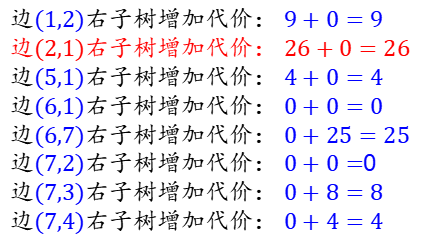 边(1,2)右子树增加代价： 9 + 0 = 9
边(2,1)右子树增加代价： 26 + 0 = 26
边(5,1)右子树增加代价： 4 + 0 = 4
边(6,1)右子树增加代价： 0 + 0 = 0
边(6,7)右子树增加代价： 0 + 25 = 25
边(7,2)右子树增加代价： 0 + 0 =0
边(7,3)右子树增加代价： 0 + 8 = 8
边(7,4)右子树增加代价： 0 + 4 = 4